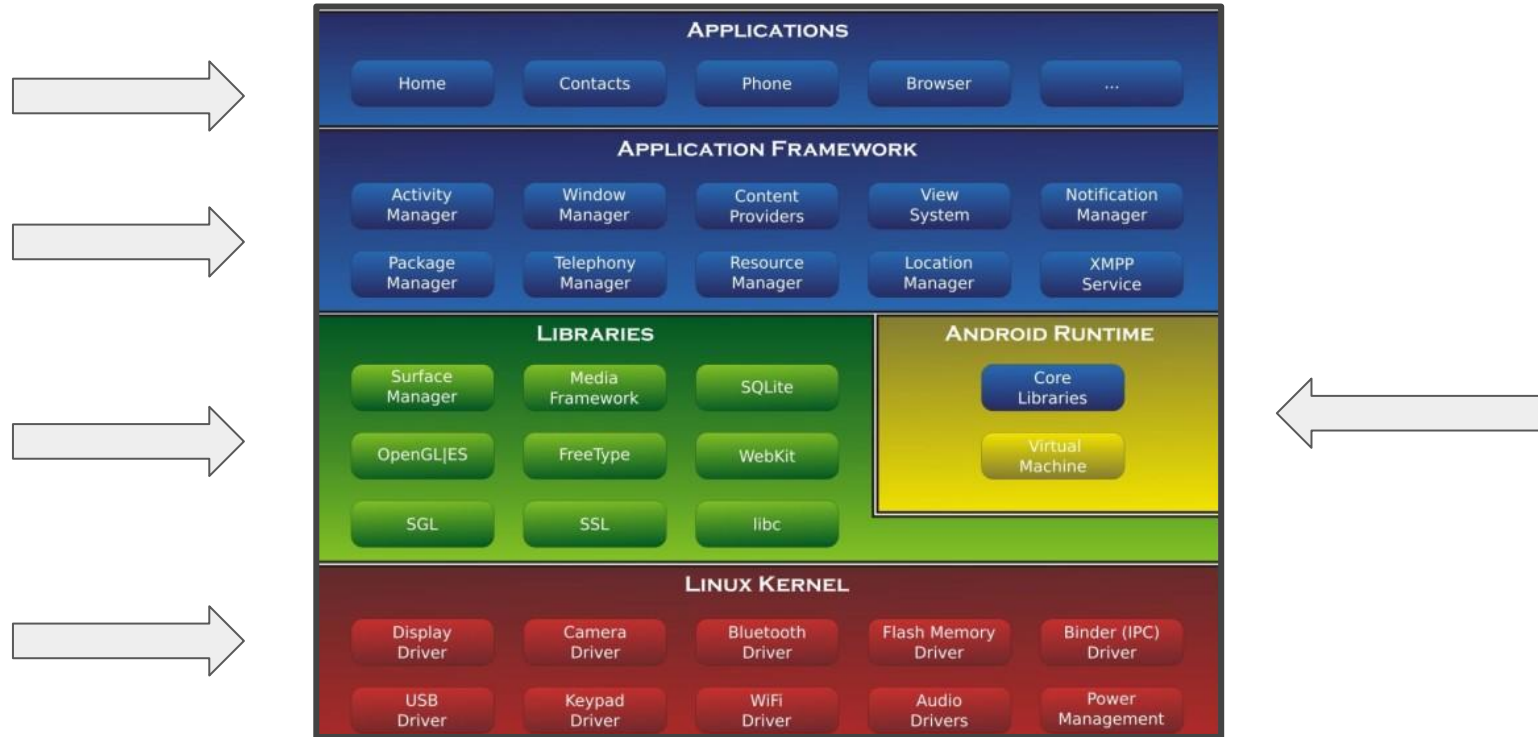 APPLICATIONS
Home
Contacts
Phone
Browser
...
APPLICATION FRAMEWORK
Activity
Manager
Window
Manager
Content
Providers
View
System
Notification
Manager
Package
Manager
Telephony
Manager
Resource
Manager
Location
Manager
XMPP
Service
LIBRARIES
Surface
Manager
Media
Framework
SQLite
OpenGL|ES
FreeType
WebKit
SGL
SSL
libc
ANDROID RUNTIME
Core
Libraries
Virtual
Machine
LINUX KERNEL
Display
Driver
Camera
Driver
Bluetooth
Driver
Flash Memory
Driver
Binder (IPC)
Driver
USB
Driver
Keypad
Driver
WiFi
Driver
Audio
Drivers
Power
Management